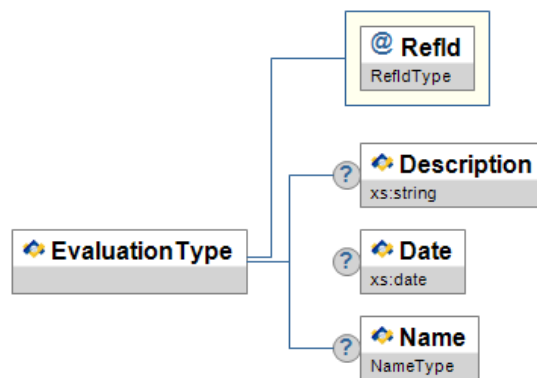 @ RefId
RefIdType
? Description
xs:string
EvaluationType
? Date
xs:date
? Name
NameType